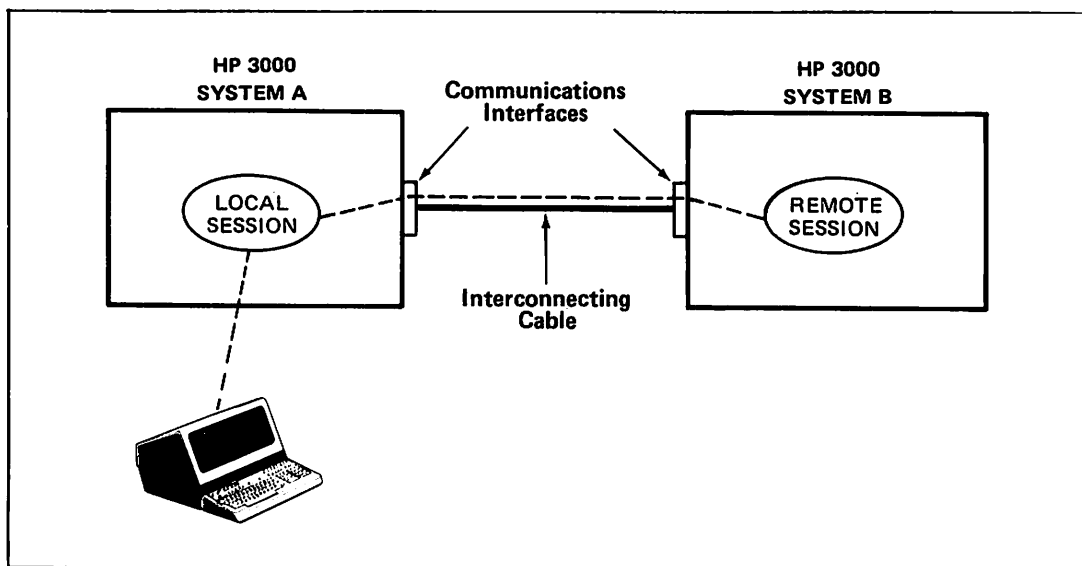 HP 3000
SYSTEM A
Communications
Interfaces
HP 3000
SYSTEM B
LOCAL
SESSION
REMOTE
SESSION
Interconnecting
Cable